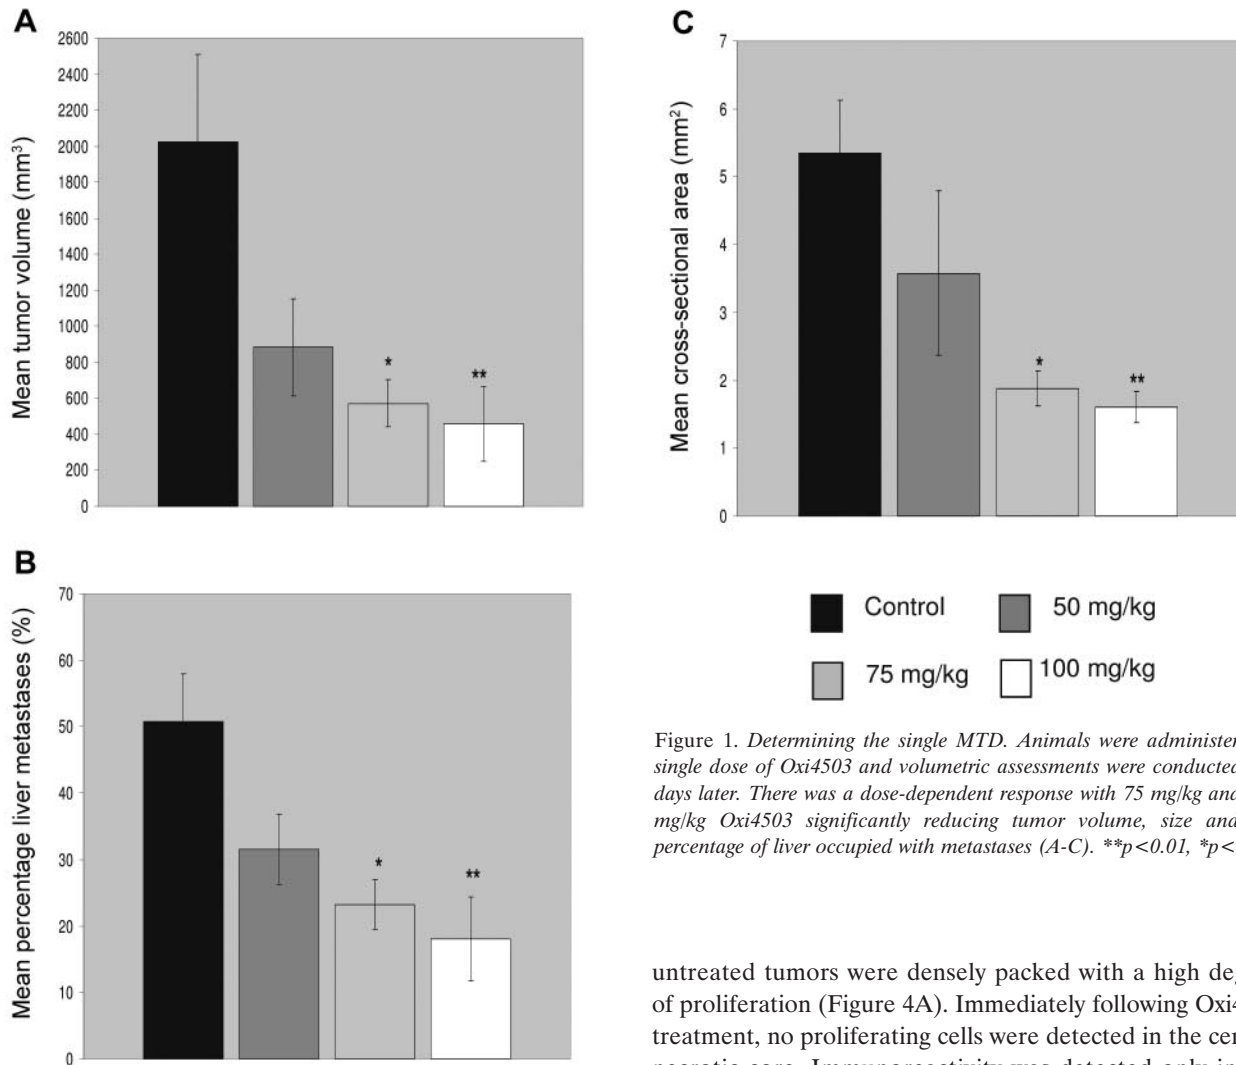 A
2600
2400
2200
2000
1800
1600
1400
1200
1000
800
600
400
200
0
Mean tumor volume (mm³)
*
**
B
70
60
50
40
30
20
10
0
Mean percentage liver metastases (%)
*
**
C
7
6
5
4
3
2
1
0
Mean cross-sectional area (mm²)
*
**
Control
50 mg/kg
75 mg/kg
100 mg/kg
Figure 1. Determining the single MTD. Animals were administer
single dose of Oxi4503 and volumetric assessments were conducted
days later. There was a dose-dependent response with 75 mg/kg and
mg/kg Oxi4503 significantly reducing tumor volume, size and
percentage of liver occupied with metastases (A-C). **p<0.01, *p<
untreated tumors were densely packed with a high deg
of proliferation (Figure 4A). Immediately following Oxi4
treatment, no proliferating cells were detected in the cen